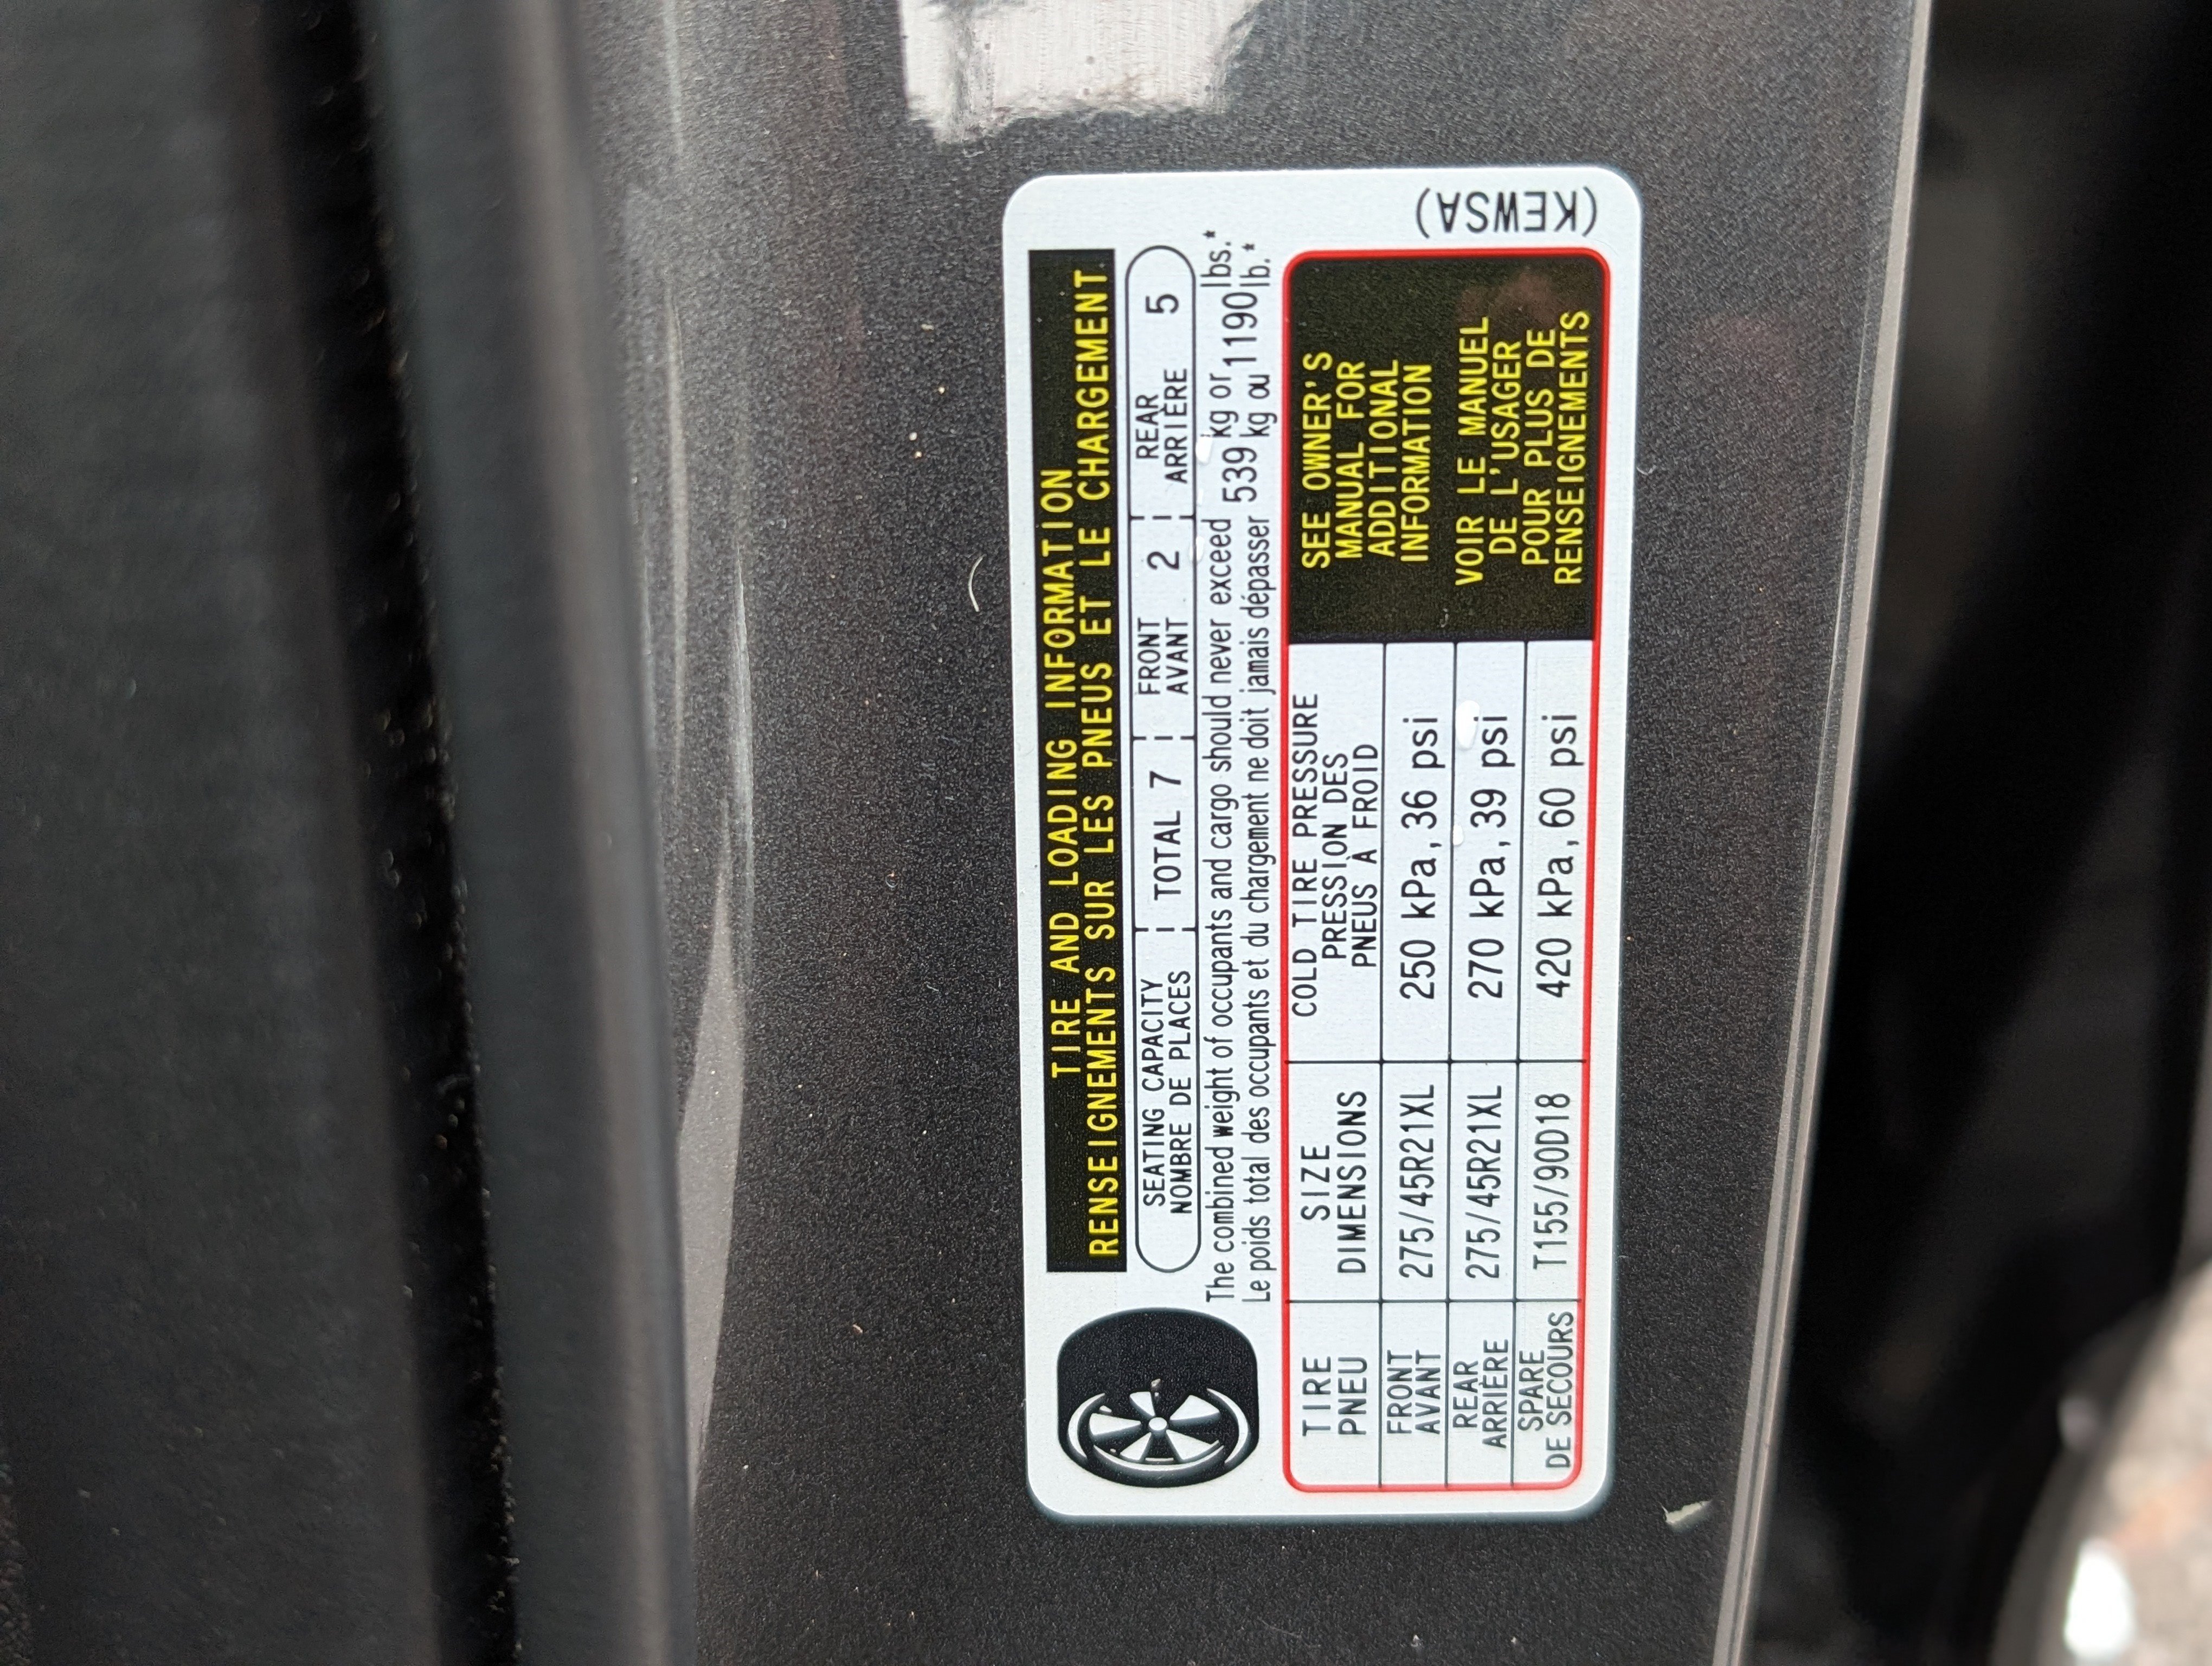 TIRE AND LOADING INFORMATION
RENSEIGNEMENTS SUR LES PNEUS ET LE CHARGEMENT
SEATING CAPACITY
NOMBRE DE PLACES
TOTAL 7
FRONT
AVANT
2
REAR
ARRIÈRE
5
The combined weight of occupants and cargo should never exceed 539 kg or 1190 lbs.*
Le poids total des occupants et du chargement ne doit jamais dépasser 539 kg ou 1190 lb.*
TIRE
PNEU
SIZE
DIMENSIONS
COLD TIRE PRESSURE
PRESSION DES
PNEUS À FROID
FRONT
AVANT
275/45R21XL
250 kPa, 36 psi
REAR
ARRIÈRE
275/45R21XL
270 kPa, 39 psi
SPARE
DE SECOURS
T155/90D18
420 kPa, 60 psi
SEE OWNER'S
MANUAL FOR
ADDITIONAL
INFORMATION
VOIR LE MANUEL
DE L'USAGER
POUR PLUS DE
RENSEIGNEMENTS
(KEWSA)